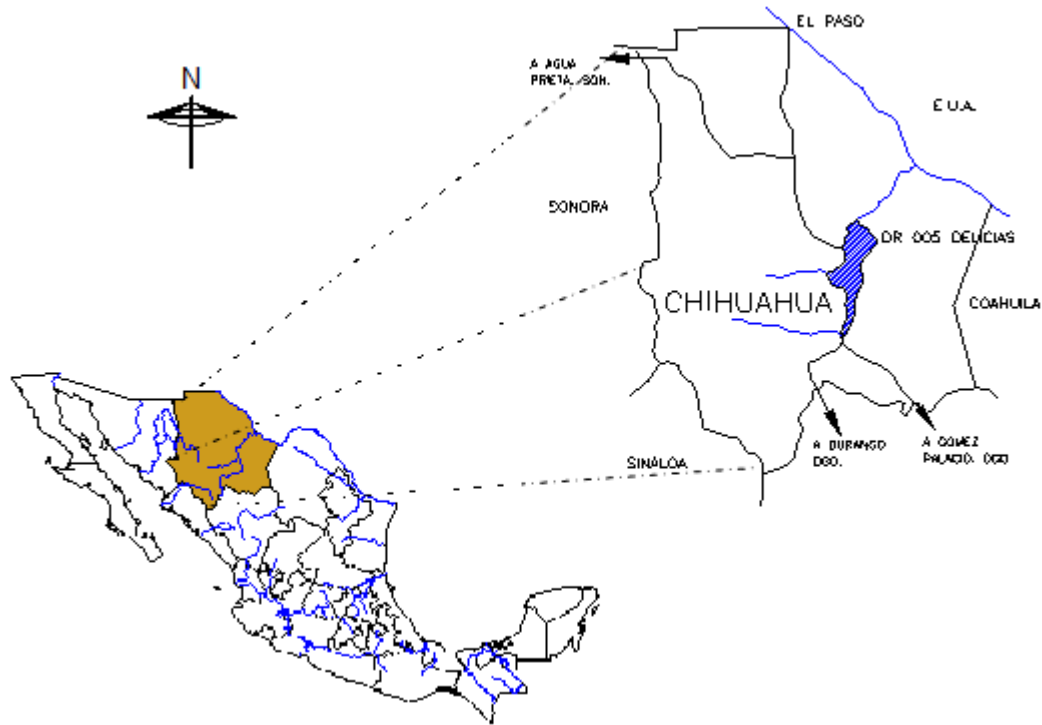 EL PASO
N
A AGUA
PRIETA, SON.
E.U.A.
SONORA
DR 005 DELICIAS
CHIHUAHUA
COAHUILA
A DURANGO
DGO.
A GOMEZ
PALACIO, DGO
SINALOA